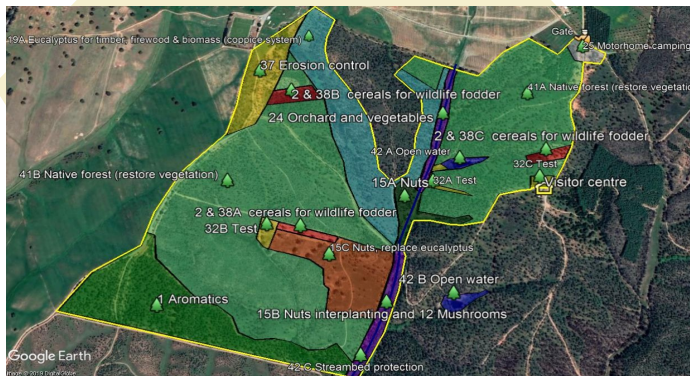 Gate
19A Eucalyptus for timber firewood & biomass (coppice system)
25 Motorhome camping
37 Erosion control
41A Native forest (restore vegetation)
2 & 38B cereals for wildlife fodder
24 Orchard and vegetables
2 & 38C cereals for wildlife fodder
42 A Open water
32C Test
41B Native forest (restore vegetation)
32A Test
15A Nuts
Visitor centre
2 & 38A cereals for wildlife fodder
32B Test
15C Nuts, replace eucalyptus
42 B Open water
1 Aromatics
15B Nuts interplanting and 12 Mushrooms
Google Earth
42 C Streambed protection
Image © 2019 DigitalGlobe